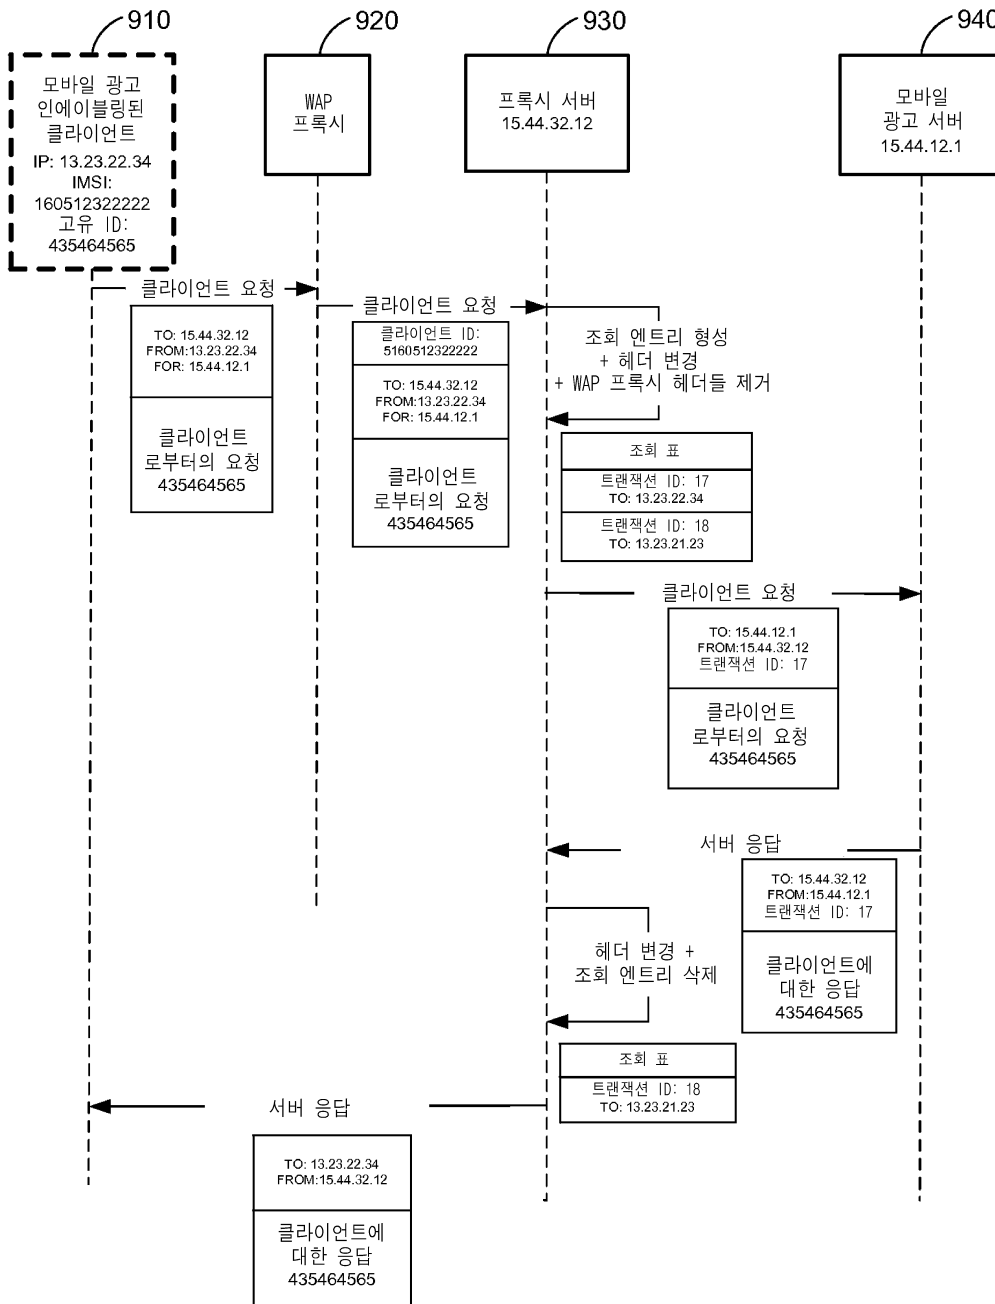 910
920
930
940
모바일 광고
인에이블링된
클라이언트
IP: 13.23.22.34
IMSI:
160512322222
고유 ID:
435464565
WAP
프록시
프록시 서버
15.44.32.12
모바일
광고 서버
15.44.12.1
클라이언트 요청
TO: 15.44.32.12
FROM:13.23.22.34
FOR: 15.44.12.1
클라이언트
로부터의 요청
435464565
클라이언트 요청
클라이언트 ID:
5160512322222
TO: 15.44.32.12
FROM:13.23.22.34
FOR: 15.44.12.1
클라이언트
로부터의 요청
435464565
조회 엔트리 형성
+ 헤더 변경
+ WAP 프록시 헤더들 제거
조회 표
트랜잭션 ID: 17
TO: 13.23.22.34
트랜잭션 ID: 18
TO: 13.23.21.23
클라이언트 요청
TO: 15.44.12.1
FROM:15.44.32.12
트랜잭션 ID: 17
클라이언트
로부터의 요청
435464565
서버 응답
TO: 15.44.32.12
FROM:15.44.12.1
트랜잭션 ID: 17
클라이언트에
대한 응답
435464565
헤더 변경 +
조회 엔트리 삭제
조회 표
트랜잭션 ID: 18
TO: 13.23.21.23
서버 응답
TO: 13.23.22.34
FROM:15.44.32.12
클라이언트에
대한 응답
435464565